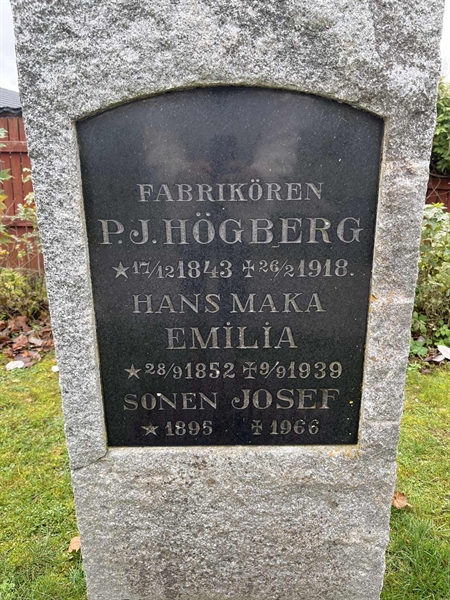 FABRIKÖREN
P.J. HÖGBERG
★ 17/12 1843 ✝ 26/2 1918.
HANS MAKA
EMILIA
★ 28/9 1852 ✝ 9/9 1939
SONEN JOSEF
★ 1895 ✝ 1966